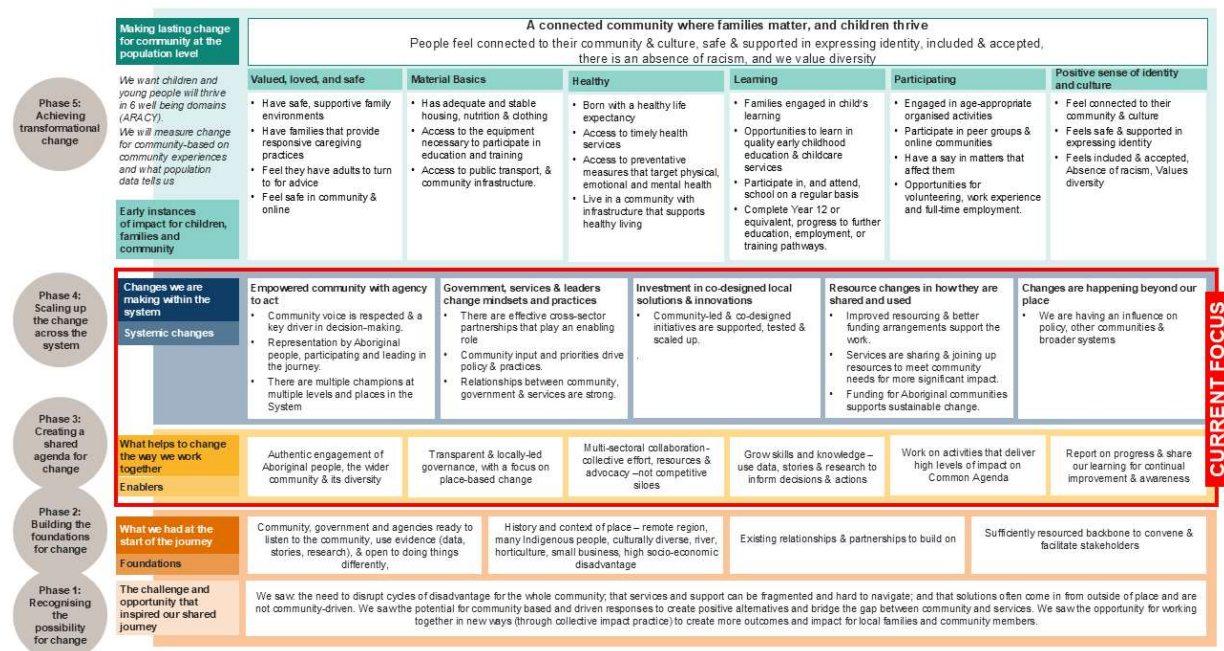 Making lasting change
for community at the
population level
A connected community where families matter, and children thrive
People feel connected to their community & culture, safe & supported in expressing identity, included & accepted,
there is an absence of racism, and we value diversity
Phase 5:
Achieving
transformational
change
We want children and
young people will thrive
in 6 well being domains
(ARACY).
We will measure change
for community-based on
community experiences
and what population
data tells us
Early instances
of impact for children,
families and
community
Valued, loved, and safe
• Have safe, supportive family
environments
• Have families that provide
responsive caregiving
practices
• Feel they have adults to turn
to for advice
• Feel safe in community &
online
Material Basics
• Has adequate and stable
housing, nutrition & clothing
• Access to the equipment
necessary to participate in
education and training
• Access to public transport, &
community infrastructure.
Healthy
• Born with a healthy life
expectancy
• Access to timely health
services
• Access to preventative
measures that target physical,
emotional and mental health
• Live in a community with
infrastructure that supports
healthy living
Learning
• Families engaged in child's
learning
• Opportunities to learn in
quality early childhood
education & childcare
services
• Participate in, and attend,
school on a regular basis
• Complete Year 12 or
equivalent, progress to further
education, employment, or
training pathways.
Participating
• Engaged in age-appropriate
organised activities
• Participate in peer groups &
online communities
• Have a say in matters that
affect them
• Opportunities for
volunteering, work experience
and full-time employment.
Positive sense of identity
and culture
• Feel connected to their
community & culture
• Feels safe & supported in
expressing identity
• Feels included & accepted,
Absence of racism, Values
diversity
Phase 4:
Scaling up
the change
across the
system
Changes we are
making within the
system
Systemic changes
Empowered community with agency
to act
• Community voice is respected & a
key driver in decision-making.
• Representation by Aboriginal
people, participating and leading in
the journey.
• There are multiple champions at
multiple levels and places in the
System
Government, services & leaders
change mindsets and practices
• There are effective cross-sector
partnerships that play an enabling
role
• Community input and priorities drive
policy & practices.
• Relationships between community,
government & services are strong.
Investment in co-designed local
solutions & innovations
• Community-led & co-designed
initiatives are supported, tested &
scaled up.
.
Resource changes in how they are
shared and used
• Improved resourcing & better
funding arrangements support the
work.
• Services are sharing & joining up
resources to meet community
needs for more significant impact.
• Funding for Aboriginal communities
supports sustainable change.
Changes are happening beyond our
place
• We are having an influence on
policy, other communities &
broader systems
CURRENT FOCUS
Phase 3:
Creating a
shared
agenda for
change
What helps to change
the way we work
together
Enablers
Authentic engagement of
Aboriginal people, the wider
community & its diversity
Transparent & locally-led
governance, with a focus on
place-based change
Multi-sectoral collaboration-
collective effort, resources &
advocacy –not competitive
siloes
Grow skills and knowledge –
use data, stories & research to
inform decisions & actions
Work on activities that deliver
high levels of impact on
Common Agenda
Report on progress & share
our learning for continual
improvement & awareness
Phase 2:
Building the
foundations
for change
What we had at the
start of the journey
Foundations
Community, government and agencies ready to
listen to the community, use evidence (data,
stories, research), & open to doing things
differently,
History and context of place – remote region,
many Indigenous people, culturally diverse, river,
horticulture, small business, high socio-economic
disadvantage
Existing relationships & partnerships to build on
Sufficiently resourced backbone to convene &
facilitate stakeholders
Phase 1:
Recognising
the
possibility
for change
The challenge and
opportunity that
inspired our shared
journey
We saw: the need to disrupt cycles of disadvantage for the whole community; that services and support can be fragmented and hard to navigate; and that solutions often come in from outside of place and are
not community-driven. We saw the potential for community based and driven responses to create positive alternatives and bridge the gap between community and services. We saw the opportunity for working
together in new ways (through collective impact practice) to create more outcomes and impact for local families and community members.